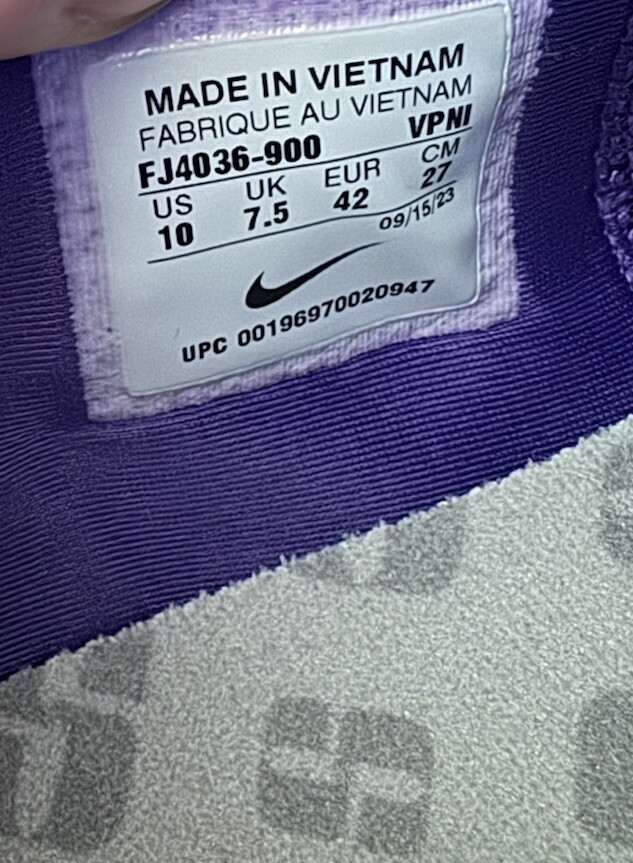 MADE IN VIETNAM
FABRIQUE AU VIETNAM
FJ4036-900 VPNI
US UK EUR CM
10 7.5 42 27
09/15/23
UPC 00196970020947